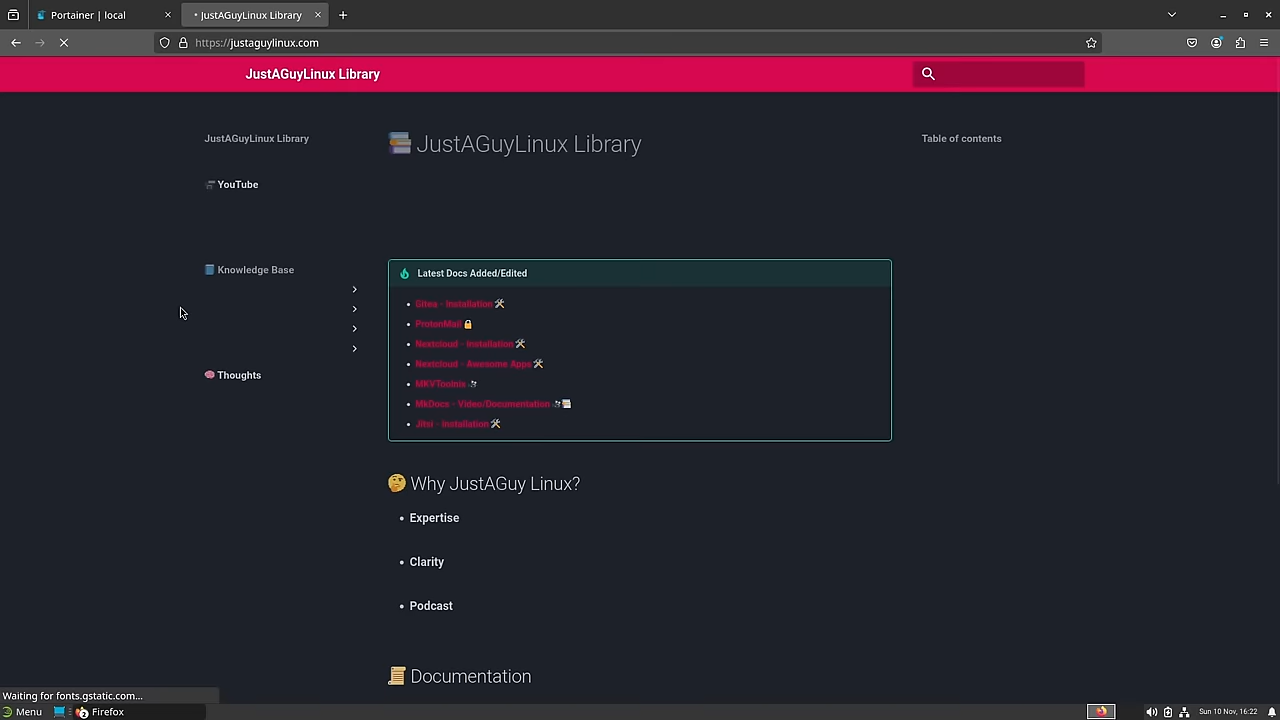 Portainer | local
JustAGuyLinux Library
https://justaguylinux.com
JustAGuyLinux Library
JustAGuyLinux Library
YouTube
Knowledge Base
Thoughts
JustAGuyLinux Library
Latest Docs Added/Edited
Gitea - Installation
ProtonMail
Nextcloud - Installation
Nextcloud - Awesome Apps
MKVToolnix
MkDocs - Video/Documentation
Jitsi - Installation
Why JustAGuy Linux?
Expertise
Clarity
Podcast
Documentation
Table of contents
Waiting for fonts.gstatic.com...
Menu
Firefox
Sun 10 Nov, 16:22